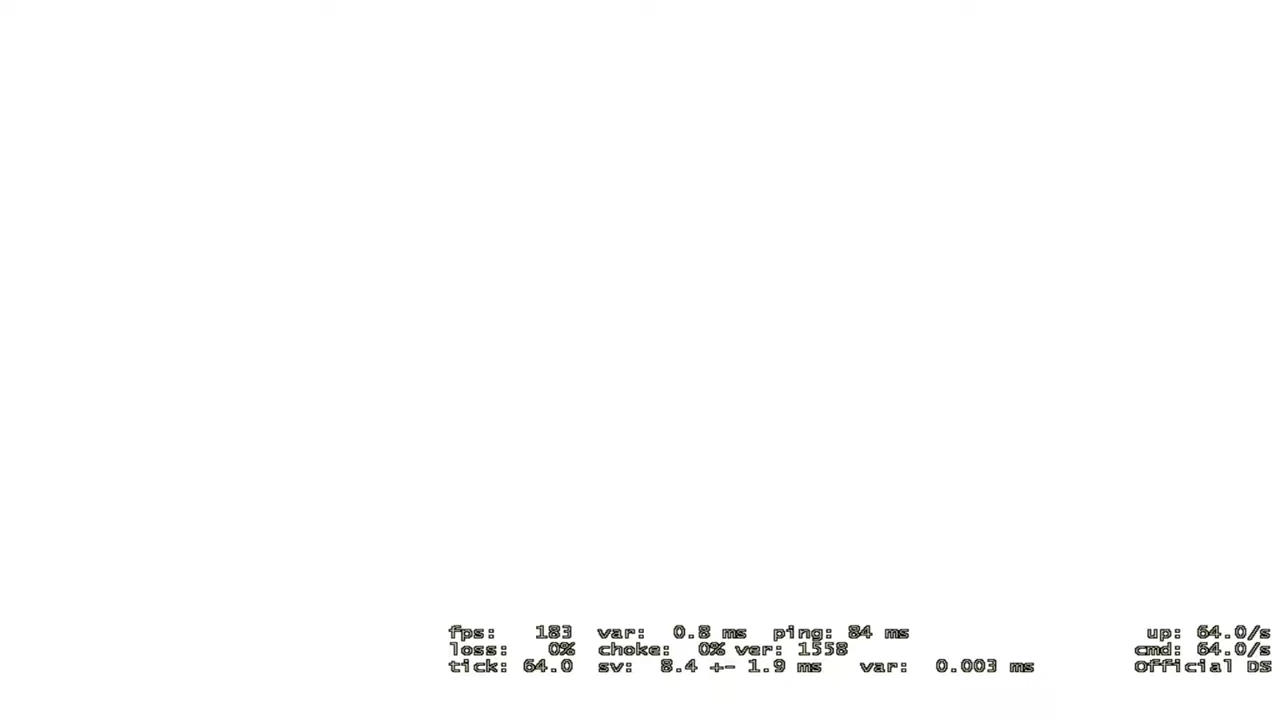 fps: 183 var: 0.8 ms ping: 84 ms up: 64.0/s
loss: 0% choke: 0% ver: 1558 cmd: 64.0/s
tick: 64.0 sv: 8.4 +- 1.9 ms var: 0.003 ms Official DS